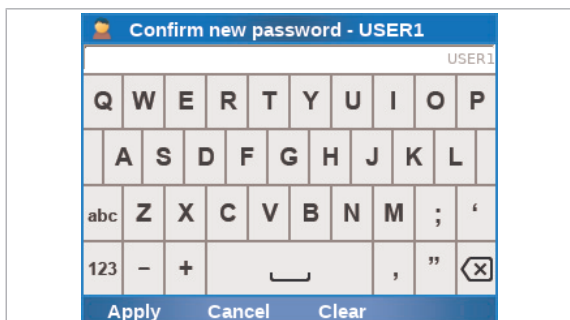 Confirm new password - USER1
USER1
Q W E R T Y U I O P
A S D F G H J K L
abc Z X C V B N M ; ‘
123 – + , ”
Apply Cancel Clear